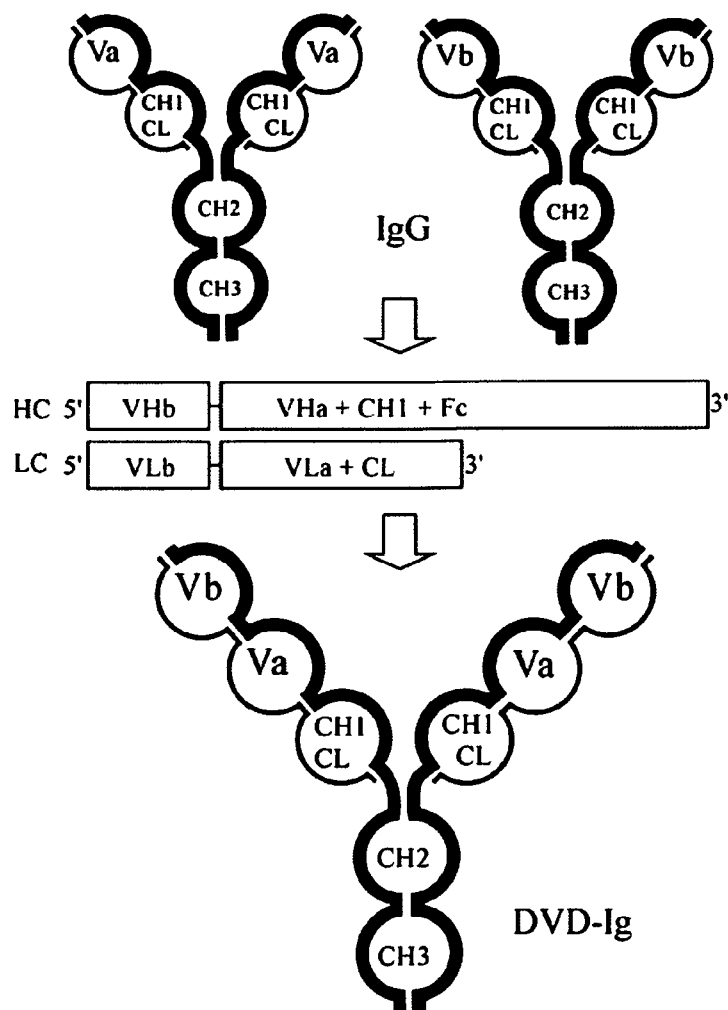 Va Va Vb Vb
CH1 CH1 CH1 CH1
CL CL CL CL
CH2 CH2
IgG
CH3 CH3
HC 5' VHb VHa + CH1 + Fc 3'
LC 5' VLb VLa + CL 3'
Vb Vb
Va Va
CH1 CH1
CL CL
CH2
DVD-Ig
CH3